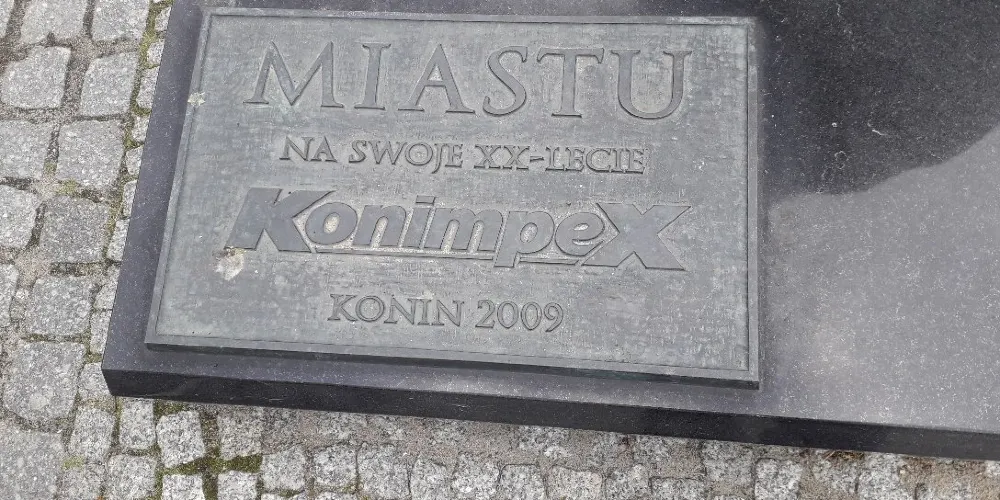 MIASTU
NA SWOJE XX-LECIE
KonimpeX
KONIN 2009